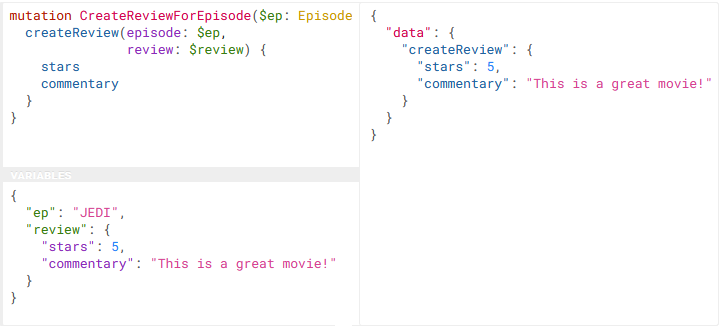 mutation CreateReviewForEpisode($ep: Episode
  createReview(episode: $ep,
               review: $review) {
    stars
    commentary
  }
}
VARIABLES
{
  "ep": "JEDI",
  "review": {
    "stars": 5,
    "commentary": "This is a great movie!"
  }
}
{
  "data": {
    "createReview": {
      "stars": 5,
      "commentary": "This is a great movie!"
    }
  }
}